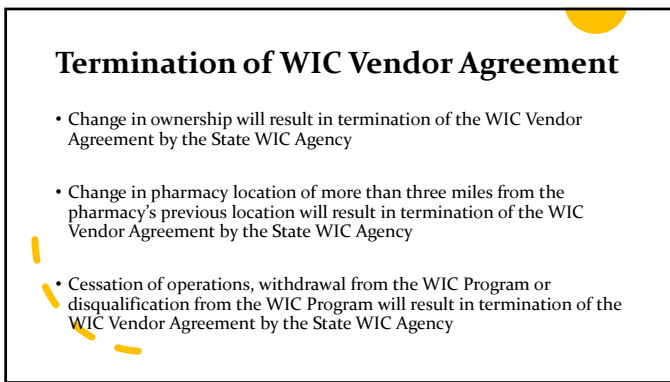 Termination of WIC Vendor Agreement
• Change in ownership will result in termination of the WIC Vendor
Agreement by the State WIC Agency
• Change in pharmacy location of more than three miles from the
pharmacy's previous location will result in termination of the WIC
Vendor Agreement by the State WIC Agency
• Cessation of operations, withdrawal from the WIC Program or
disqualification from the WIC Program will result in termination of the
WIC Vendor Agreement by the State WIC Agency